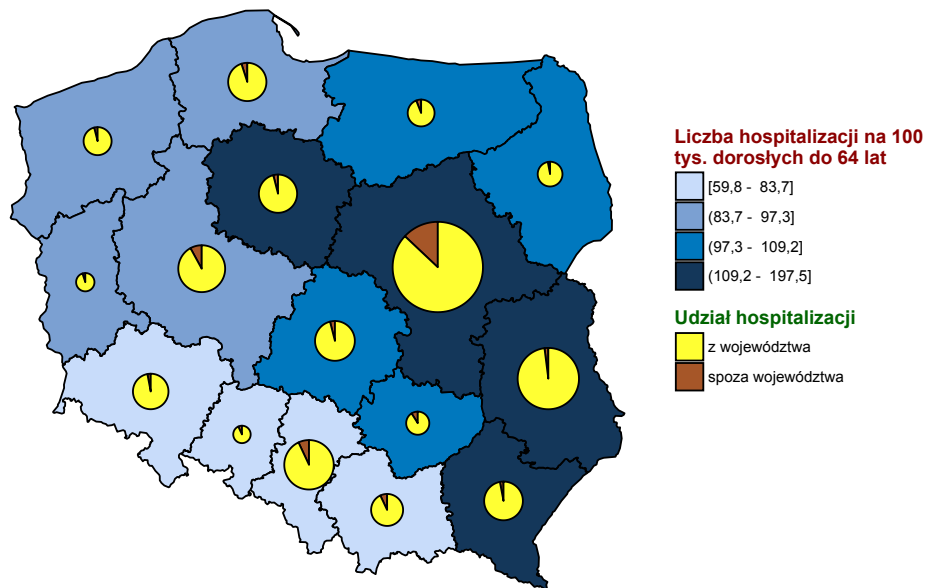 Liczba hospitalizacji na 100
tys. dorosłych do 64 lat
[59,8 - 83,7]
(83,7 - 97,3]
(97,3 - 109,2]
(109,2 - 197,5]
Udział hospitalizacji
z województwa
spoza województwa